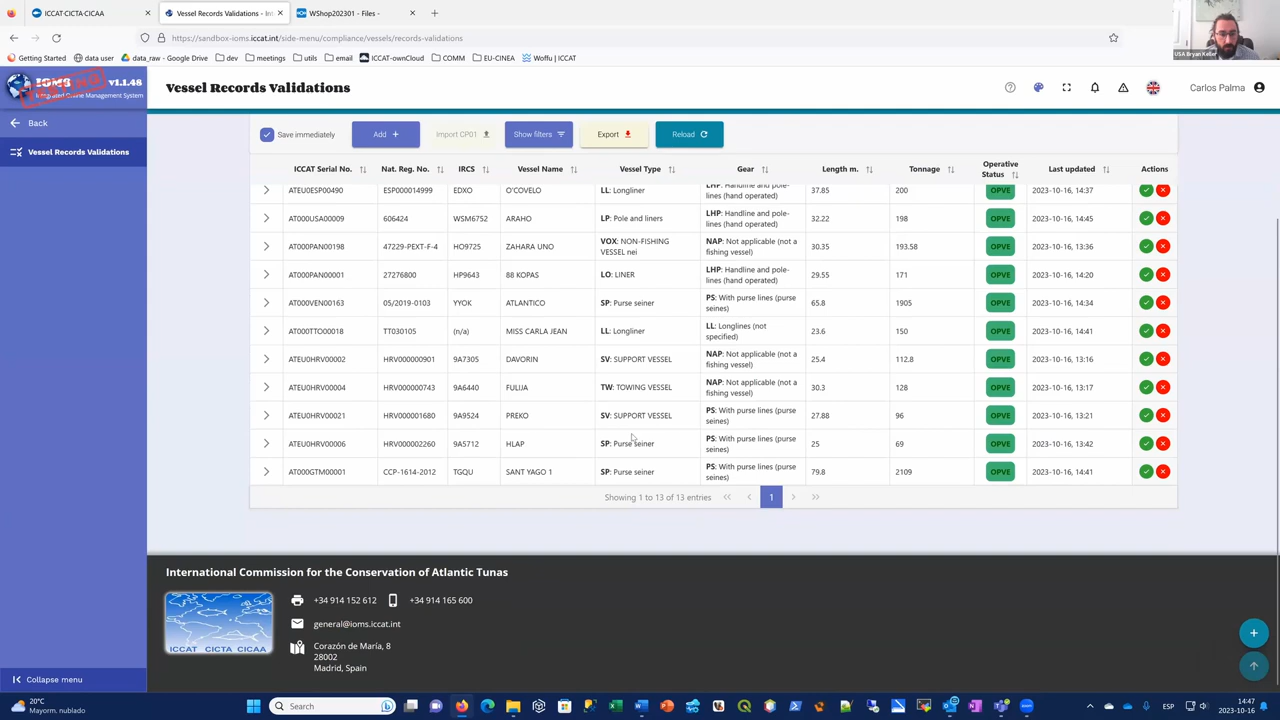 ICCAT·CICTA·CICAA
Vessel Records Validations - Int
WShop202301 - Files -
https://sandbox-ioms.iccat.int/side-menu/compliance/vessels/records-validations
Getting Started data user data_raw - Google Drive dev meetings utils email ICCAT-ownCloud COMM EU-CINEA Woffu | ICCAT
USA Bryan Keller
IOMS v1.1.48
Integrated Online Management System
Vessel Records Validations
Carlos Palma
Back
Vessel Records Validations
Save immediately Add + Import CP01 Show filters Export Reload
ICCAT Serial No. Nat. Reg. No. IRCS Vessel Name Vessel Type Gear Length m. Tonnage Operative Status Last updated Actions
ATEU0ESP00490 ESP000014999 EDXO O'COVELO LL: Longliner LHP: Handline and pole-lines (hand operated) 37.85 200 OPVE 2023-10-16, 14:37
AT000USA00009 606424 WSM6752 ARAHO LP: Pole and liners LHP: Handline and pole-lines (hand operated) 32.22 198 OPVE 2023-10-16, 14:45
AT000PAN00198 47229-PEXT-F-4 HO9725 ZAHARA UNO VOX: NON-FISHING VESSEL nei NAP: Not applicable (not a fishing vessel) 30.35 193.58 OPVE 2023-10-16, 13:36
AT000PAN00001 27276800 HP9643 88 KOPAS LO: LINER LHP: Handline and pole-lines (hand operated) 29.55 171 OPVE 2023-10-16, 14:20
AT000VEN00163 05/2019-0103 YYOK ATLANTICO SP: Purse seiner PS: With purse lines (purse seines) 65.8 1905 OPVE 2023-10-16, 14:34
AT000TTO00018 TT030105 (n/a) MISS CARLA JEAN LL: Longliner LL: Longlines (not specified) 23.6 150 OPVE 2023-10-16, 14:41
ATEU0HRV00002 HRV000000901 9A7305 DAVORIN SV: SUPPORT VESSEL NAP: Not applicable (not a fishing vessel) 25.4 112.8 OPVE 2023-10-16, 13:16
ATEU0HRV00004 HRV000000743 9A6440 FULIJA TW: TOWING VESSEL NAP: Not applicable (not a fishing vessel) 30.3 128 OPVE 2023-10-16, 13:17
ATEU0HRV00021 HRV000001680 9A9524 PREKO SV: SUPPORT VESSEL PS: With purse lines (purse seines) 27.88 96 OPVE 2023-10-16, 13:21
ATEU0HRV00006 HRV000002260 9A5712 HLAP SP: Purse seiner PS: With purse lines (purse seines) 25 69 OPVE 2023-10-16, 13:42
AT000GTM00001 CCP-1614-2012 TGQU SANT YAGO 1 SP: Purse seiner PS: With purse lines (purse seines) 79.8 2109 OPVE 2023-10-16, 14:41
Showing 1 to 13 of 13 entries 1
International Commission for the Conservation of Atlantic Tunas
ICCAT CICTA CICAA
+34 914 152 612 +34 914 165 600
general@ioms.iccat.int
Corazón de María, 8
28002
Madrid, Spain
Collapse menu
20°C
Mayorm. nublado
Search
ESP
14:47
2023-10-16